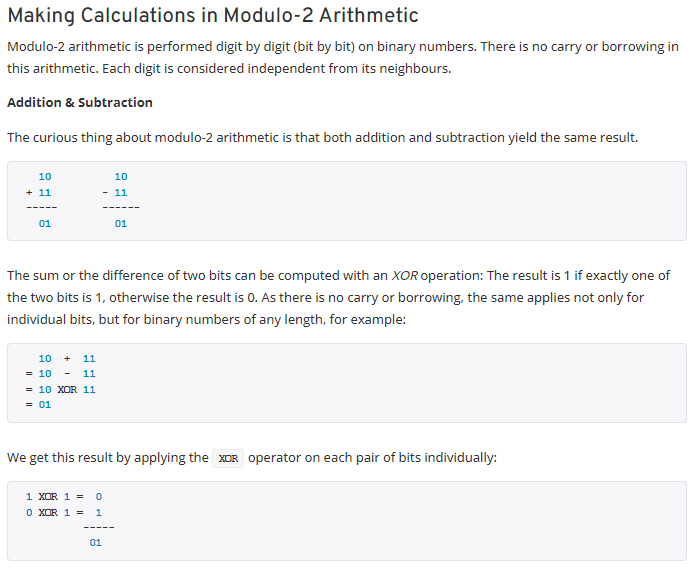 Making Calculations in Modulo-2 Arithmetic
Modulo-2 arithmetic is performed digit by digit (bit by bit) on binary numbers. There is no carry or borrowing in
this arithmetic. Each digit is considered independent from its neighbours.
Addition & Subtraction
The curious thing about modulo-2 arithmetic is that both addition and subtraction yield the same result.
10 10
+ 11 - 11
----- ------
01 01
The sum or the difference of two bits can be computed with an XOR operation: The result is 1 if exactly one of
the two bits is 1, otherwise the result is 0. As there is no carry or borrowing, the same applies not only for
individual bits, but for binary numbers of any length, for example:
10 + 11
= 10 - 11
= 10 XOR 11
= 01
We get this result by applying the XOR operator on each pair of bits individually:
1 XOR 1 = 0
0 XOR 1 = 1
-----
01